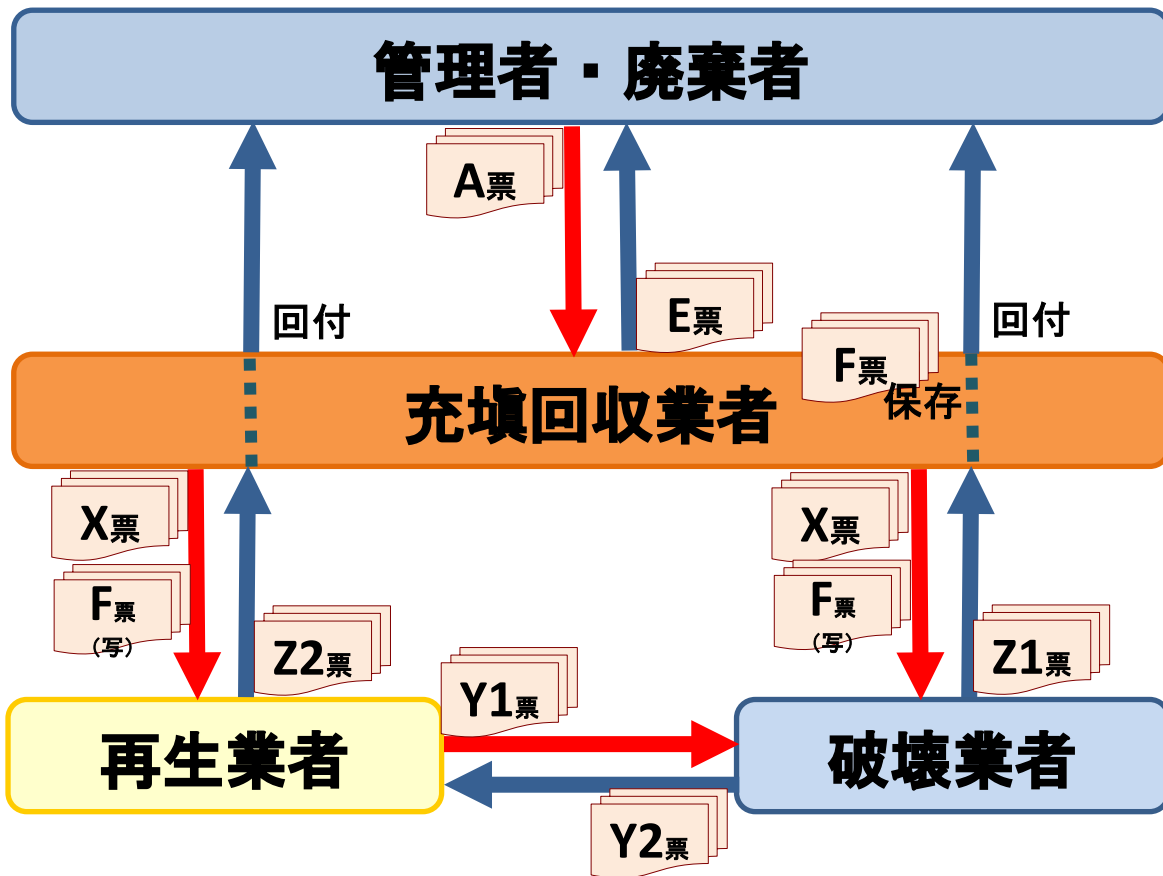 管理者・廃棄者
A票
E票
回付
回付
F票
保存
充塡回収業者
X票
F票
（写）
X票
F票
（写）
Z2票
Z1票
Y1票
再生業者
破壊業者
Y2票